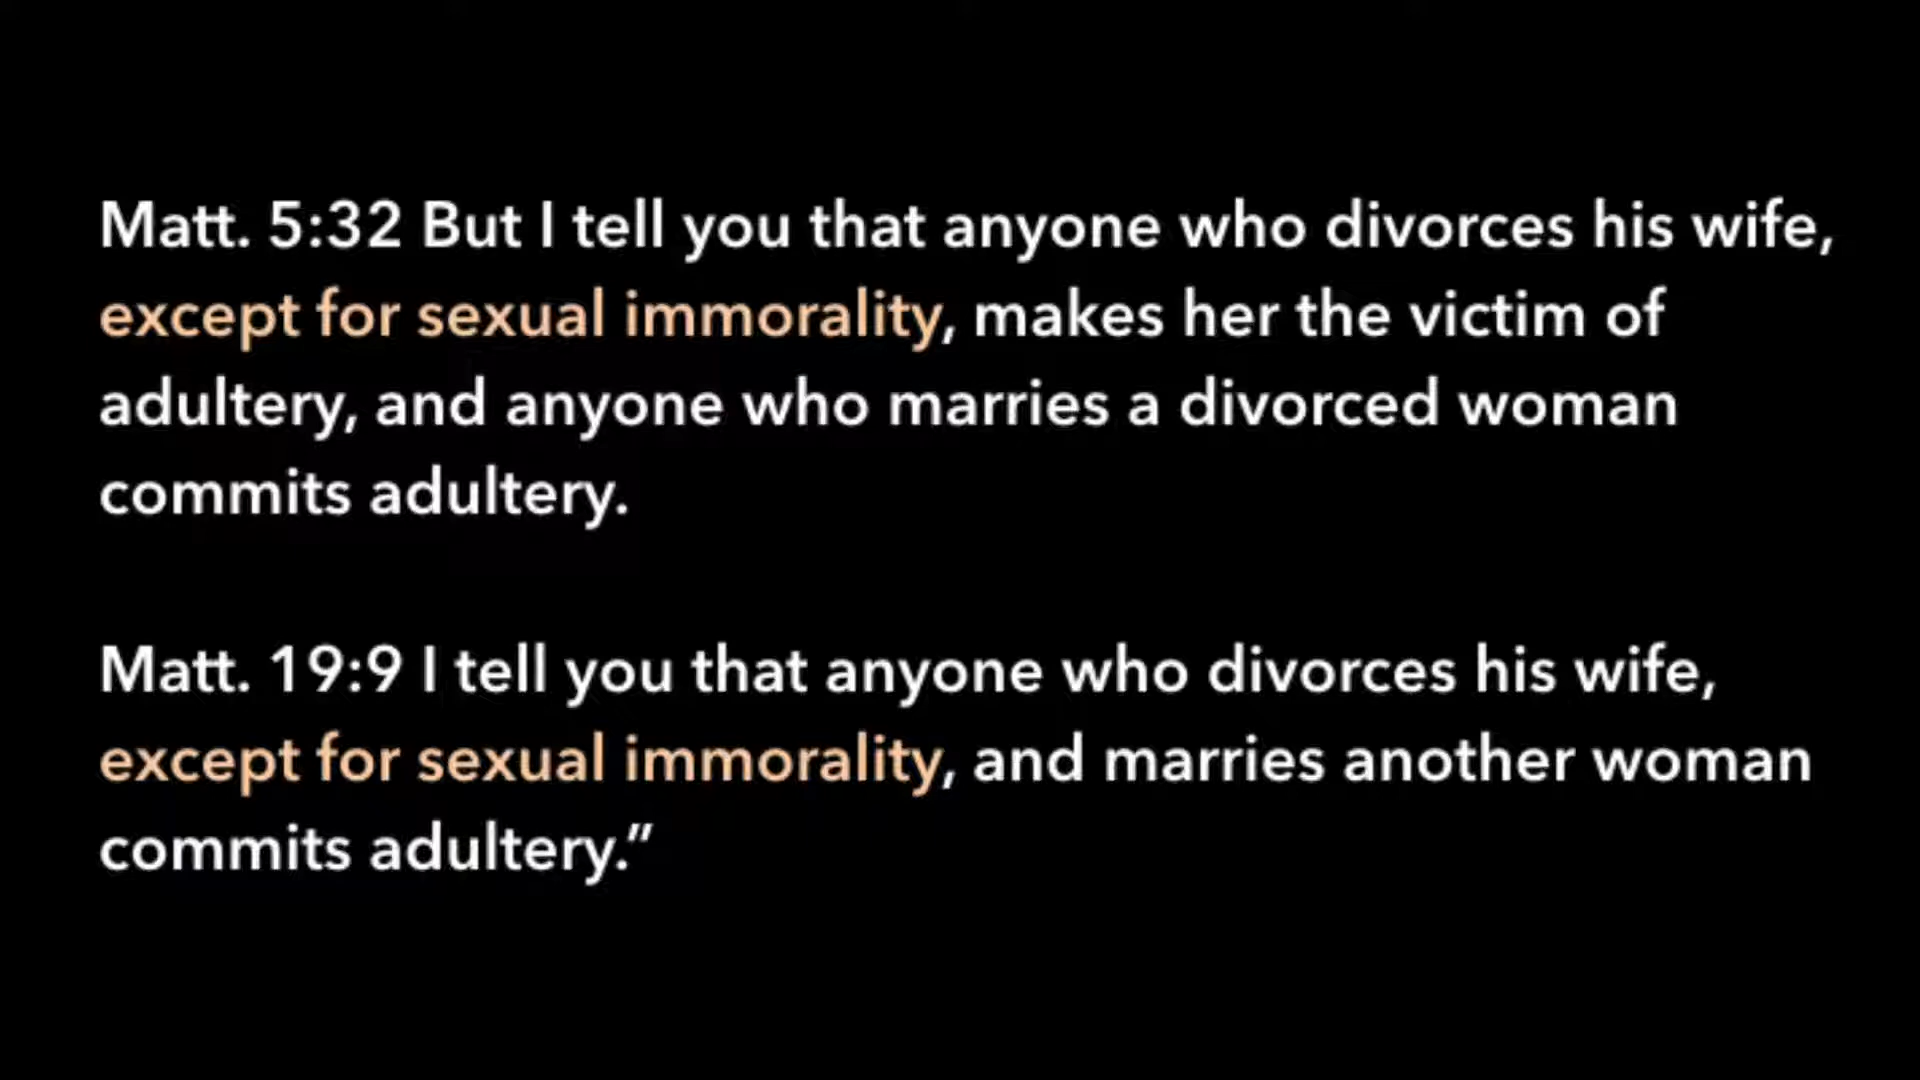 Matt. 5:32 But I tell you that anyone who divorces his wife,
except for sexual immorality, makes her the victim of
adultery, and anyone who marries a divorced woman
commits adultery.
Matt. 19:9 I tell you that anyone who divorces his wife,
except for sexual immorality, and marries another woman
commits adultery.”